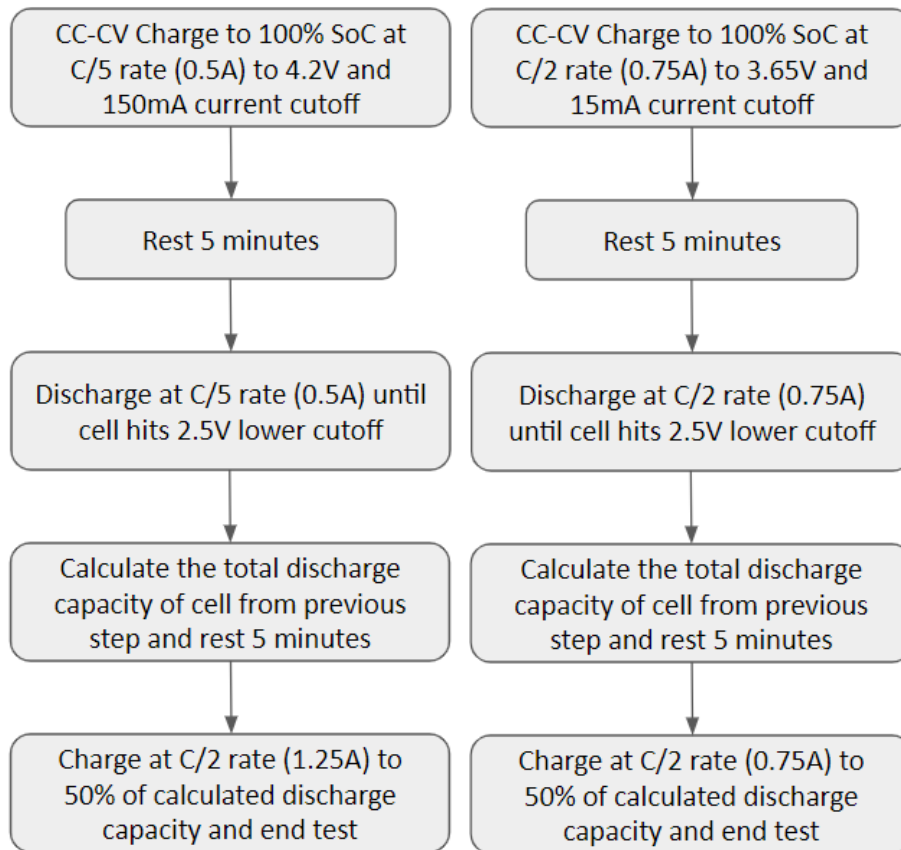 CC-CV Charge to 100% SoC at
C/5 rate (0.5A) to 4.2V and
150mA current cutoff
Rest 5 minutes
Discharge at C/5 rate (0.5A) until
cell hits 2.5V lower cutoff
Calculate the total discharge
capacity of cell from previous
step and rest 5 minutes
Charge at C/2 rate (1.25A) to
50% of calculated discharge
capacity and end test
CC-CV Charge to 100% SoC at
C/2 rate (0.75A) to 3.65V and
15mA current cutoff
Rest 5 minutes
Discharge at C/2 rate (0.75A)
until cell hits 2.5V lower cutoff
Calculate the total discharge
capacity of cell from previous
step and rest 5 minutes
Charge at C/2 rate (0.75A) to
50% of calculated discharge
capacity and end test